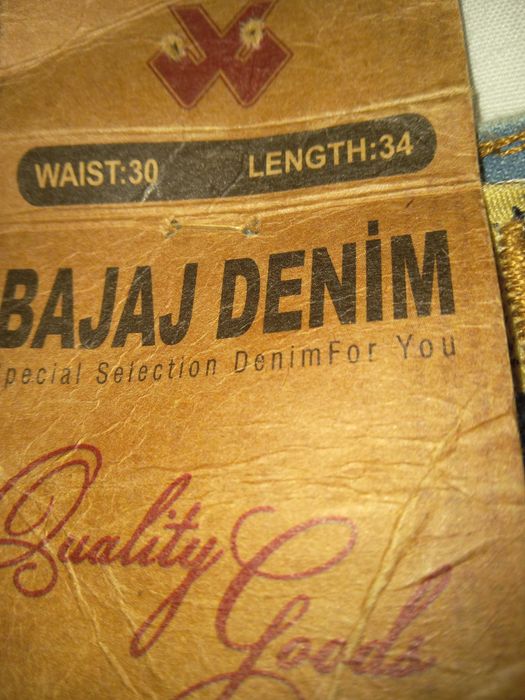 WAIST:30 LENGTH:34
BAJAJ DENİM
pecial Selection DenimFor You
Quality
Goods